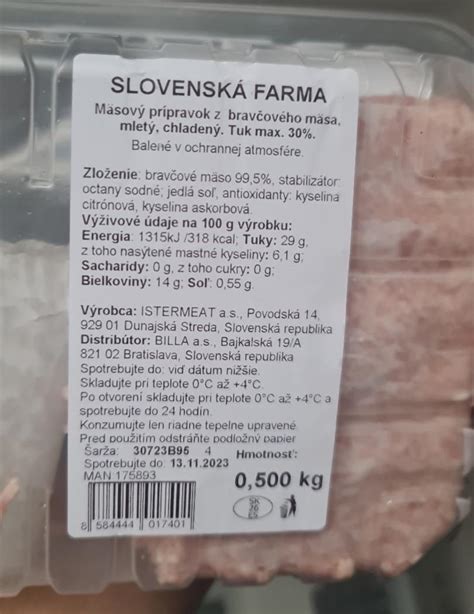 SLOVENSKÁ FARMA
Mäsový prípravok z bravčového mäsa,
mletý, chladený. Tuk max. 30%.
Balené v ochrannej atmosfére.
Zloženie: bravčové mäso 99,5%, stabilizátor:
octany sodné; jedlá soľ, antioxidanty: kyselina
citrónová, kyselina askorbová.
Výživové údaje na 100 g výrobku:
Energia: 1315kJ /318 kcal; Tuky: 29 g,
z toho nasýtené mastné kyseliny: 6,1 g;
Sacharidy: 0 g, z toho cukry: 0 g;
Bielkoviny: 14 g; Soľ: 0,55 g.
Výrobca: ISTERMEAT a.s., Povodská 14,
929 01 Dunajská Streda, Slovenská republika
Distribútor: BILLA a.s., Bajkalská 19/A
821 02 Bratislava, Slovenská republika
Spotrebujte do: viď dátum nižšie.
Skladujte pri teplote 0°C až +4°C.
Po otvorení skladujte pri teplote 0°C až +4°C a
spotrebujte do 24 hodín.
Konzumujte len riadne tepelne upravené.
Pred použitím odstráňte podložný papier
Šarža: 30723B95 4
Spotrebujte do: 13.11.2023
MAN 175893
Hmotnosť:
0,500 kg
8 584444 017401
SK